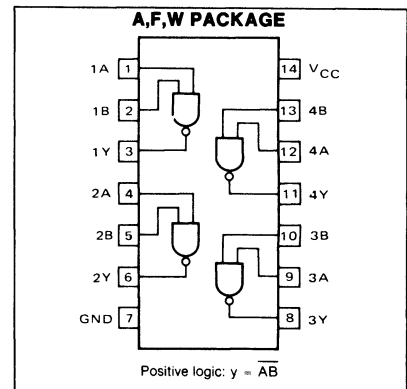 A,F,W PACKAGE
1A 1 14 VCC
1B 2 13 4B
1Y 3 12 4A
2A 4 11 4Y
2B 5 10 3B
2Y 6 9 3A
GND 7 8 3Y
Positive logic: y = A̅B̅